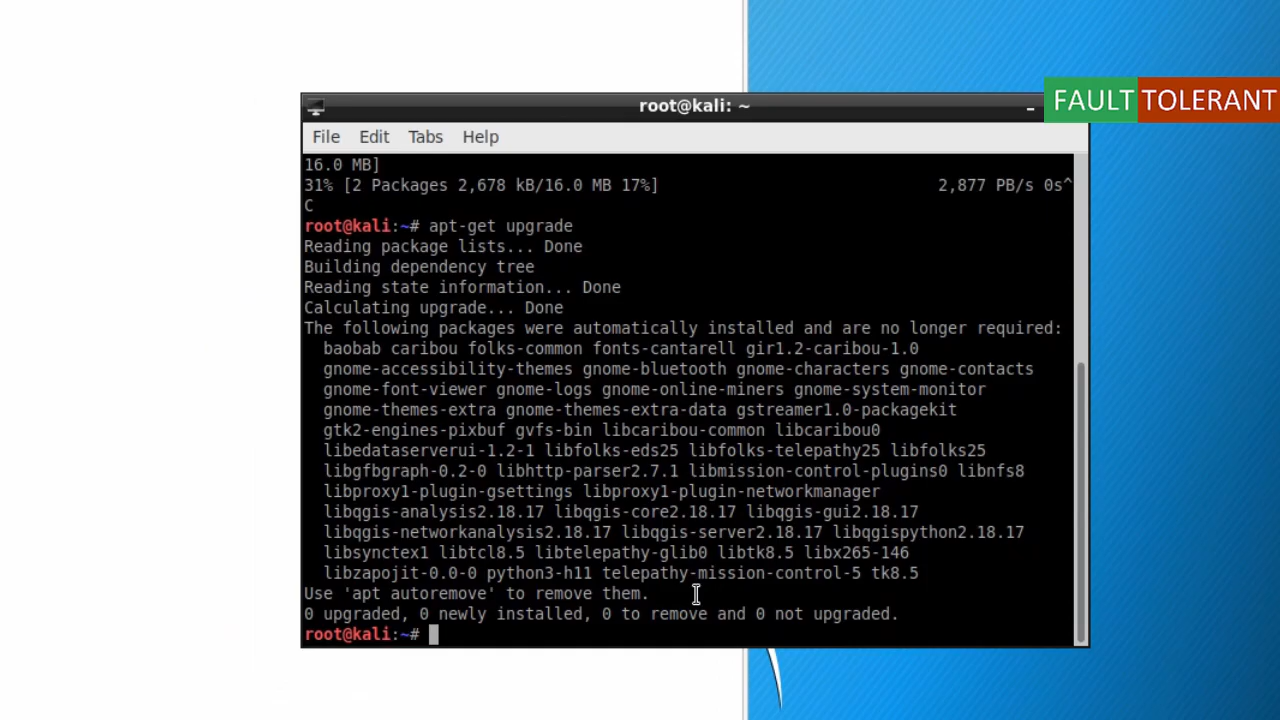 FAULT TOLERANT
root@kali: ~
File Edit Tabs Help
16.0 MB]
31% [2 Packages 2,678 kB/16.0 MB 17%] 2,877 PB/s 0s^
C
root@kali:~# apt-get upgrade
Reading package lists... Done
Building dependency tree
Reading state information... Done
Calculating upgrade... Done
The following packages were automatically installed and are no longer required:
baobab caribou folks-common fonts-cantarell gir1.2-caribou-1.0
gnome-accessibility-themes gnome-bluetooth gnome-characters gnome-contacts
gnome-font-viewer gnome-logs gnome-online-miners gnome-system-monitor
gnome-themes-extra gnome-themes-extra-data gstreamer1.0-packagekit
gtk2-engines-pixbuf gvfs-bin libcaribou-common libcaribou0
libedataserverui-1.2-1 libfolks-eds25 libfolks-telepathy25 libfolks25
libgfbgraph-0.2-0 libhttp-parser2.7.1 libmission-control-plugins0 libnfs8
libproxy1-plugin-gsettings libproxy1-plugin-networkmanager
libqgis-analysis2.18.17 libqgis-core2.18.17 libqgis-gui2.18.17
libqgis-networkanalysis2.18.17 libqgis-server2.18.17 libqgispython2.18.17
libsynctex1 libtcl8.5 libtelepathy-glib0 libtk8.5 libx265-146
libzapojit-0.0-0 python3-h11 telepathy-mission-control-5 tk8.5
Use 'apt autoremove' to remove them.
0 upgraded, 0 newly installed, 0 to remove and 0 not upgraded.
root@kali:~#